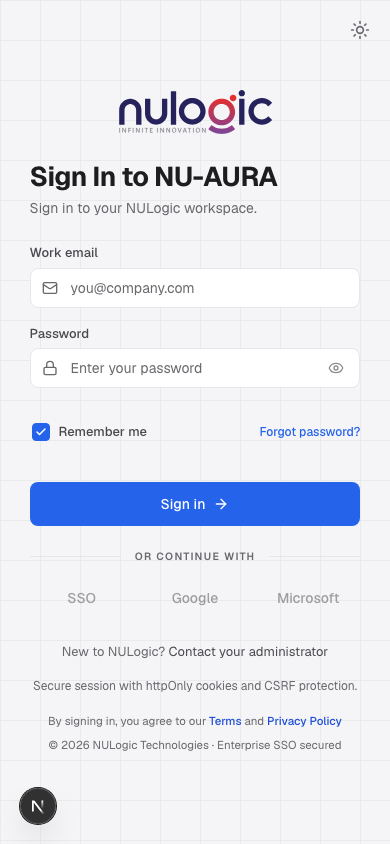 nulogic
INFINITE INNOVATION
Sign In to NU-AURA
Sign in to your NULogic workspace.
Work email
you@company.com
Password
Enter your password
Remember me
Forgot password?
Sign in
OR CONTINUE WITH
SSO Google Microsoft
New to NULogic? Contact your administrator
Secure session with httpOnly cookies and CSRF protection.
By signing in, you agree to our Terms and Privacy Policy
© 2026 NULogic Technologies · Enterprise SSO secured
N